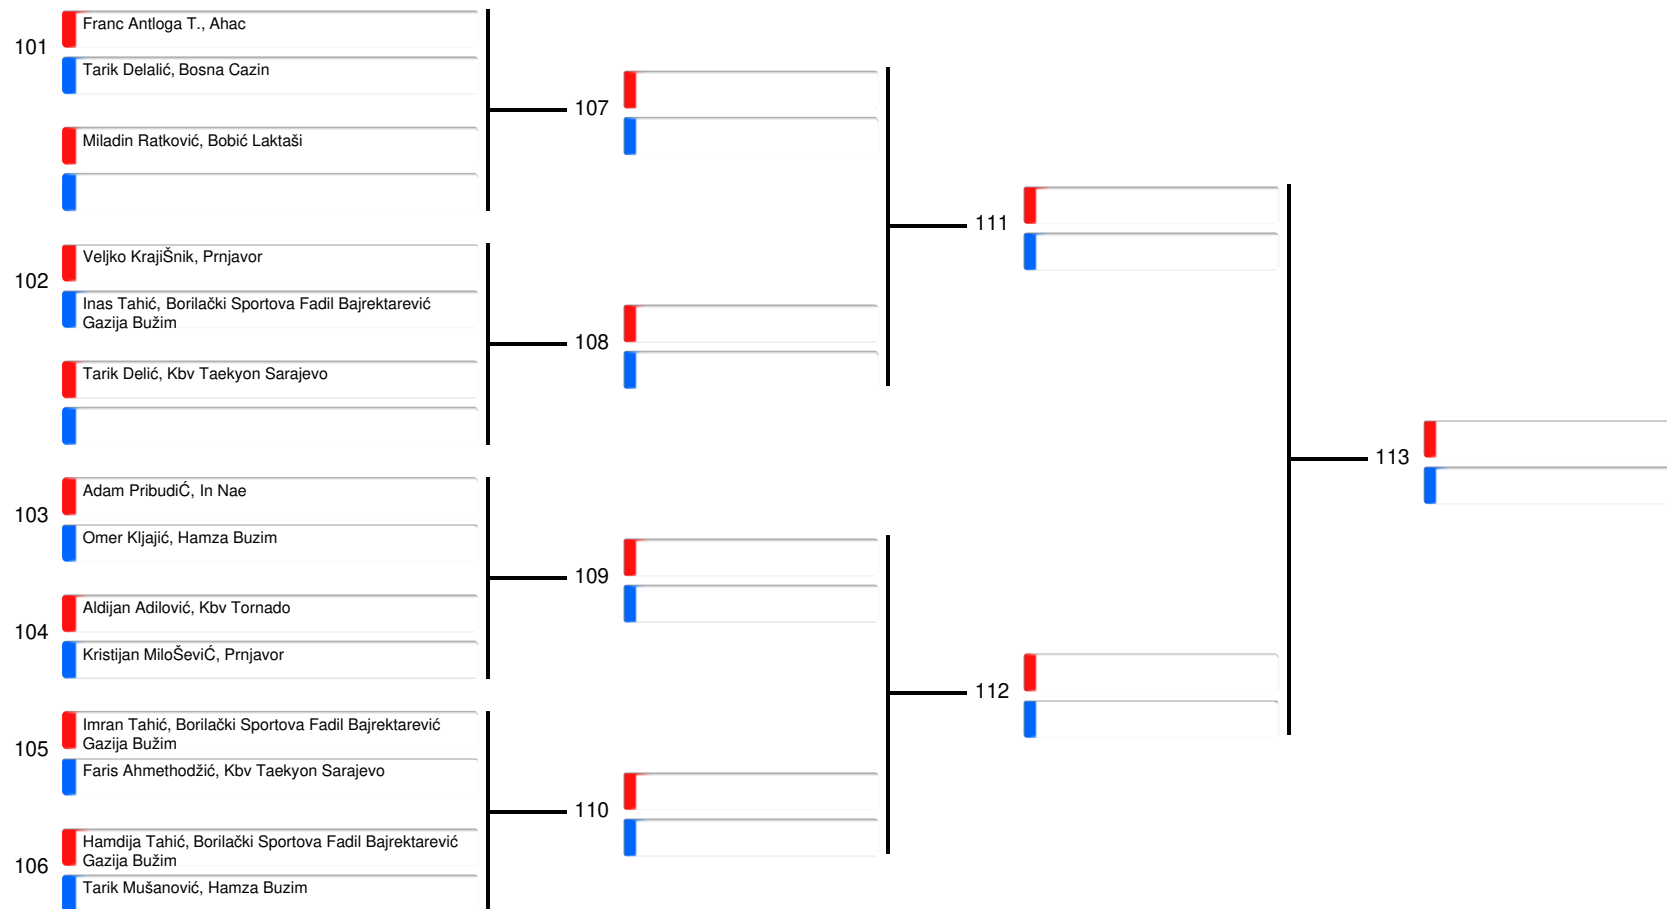 101
Franc Antloga T., Ahac
Tarik Delalić, Bosna Cazin
107
Miladin Ratković, Bobić Laktaši
111
102
Veljko KrajiŠnik, Prnjavor
Inas Tahić, Borilački Sportova Fadil Bajrektarević
Gazija Bužim
108
Tarik Delić, Kbv Taekyon Sarajevo
113
103
Adam PribudiĆ, In Nae
Omer Kljajić, Hamza Buzim
109
104
Aldijan Adilović, Kbv Tornado
Kristijan MiloŠeviĆ, Prnjavor
112
105
Imran Tahić, Borilački Sportova Fadil Bajrektarević
Gazija Bužim
Faris Ahmethodžić, Kbv Taekyon Sarajevo
110
106
Hamdija Tahić, Borilački Sportova Fadil Bajrektarević
Gazija Bužim
Tarik Mušanović, Hamza Buzim